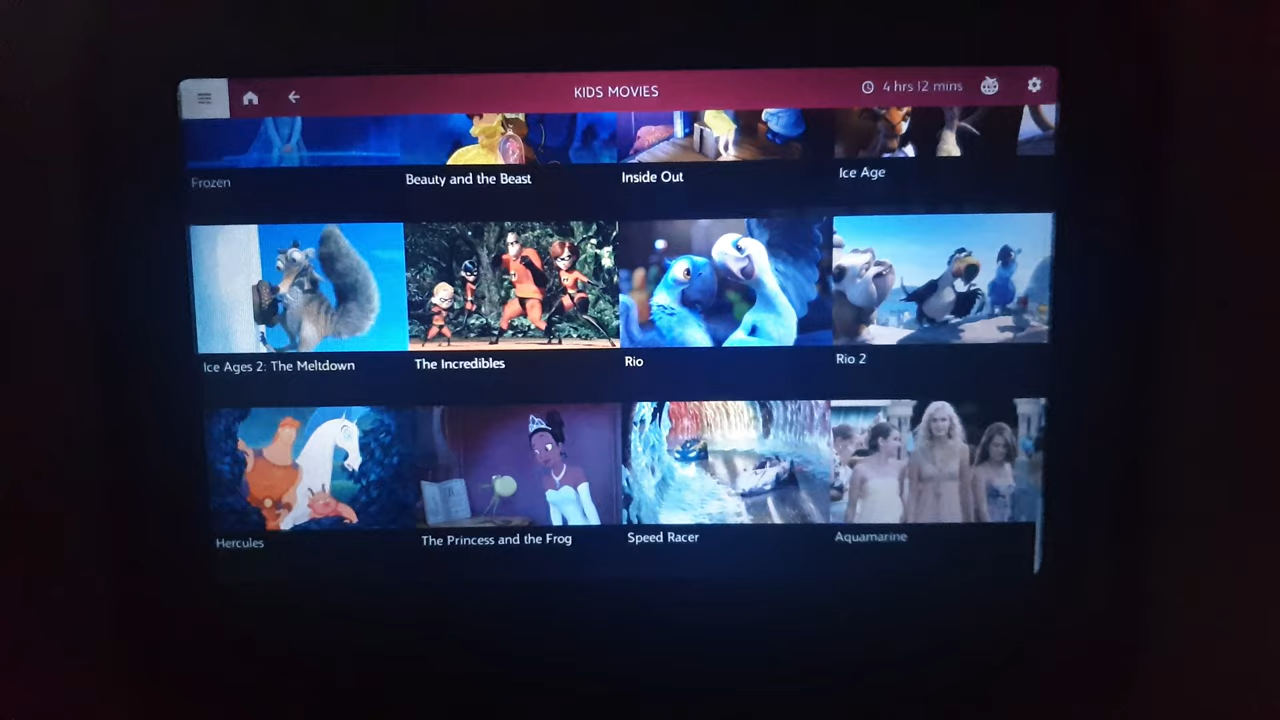 KIDS MOVIES
4 hrs 12 mins
Frozen
Beauty and the Beast
Inside Out
Ice Age
Ice Ages 2: The Meltdown
The Incredibles
Rio
Rio 2
Hercules
The Princess and the Frog
Speed Racer
Aquamarine